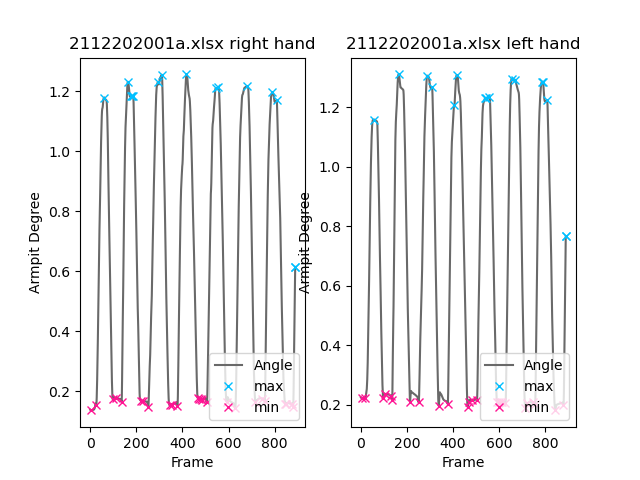 2112202001a.xlsx right hand
2112202001a.xlsx left hand
Armpit Degree
1.2
1.0
0.8
0.6
0.4
0.2
0 200 400 600 800
Frame
Angle
max
min
Armpit Degree
1.2
1.0
0.8
0.6
0.4
0.2
0 200 400 600 800
Frame
Angle
max
min